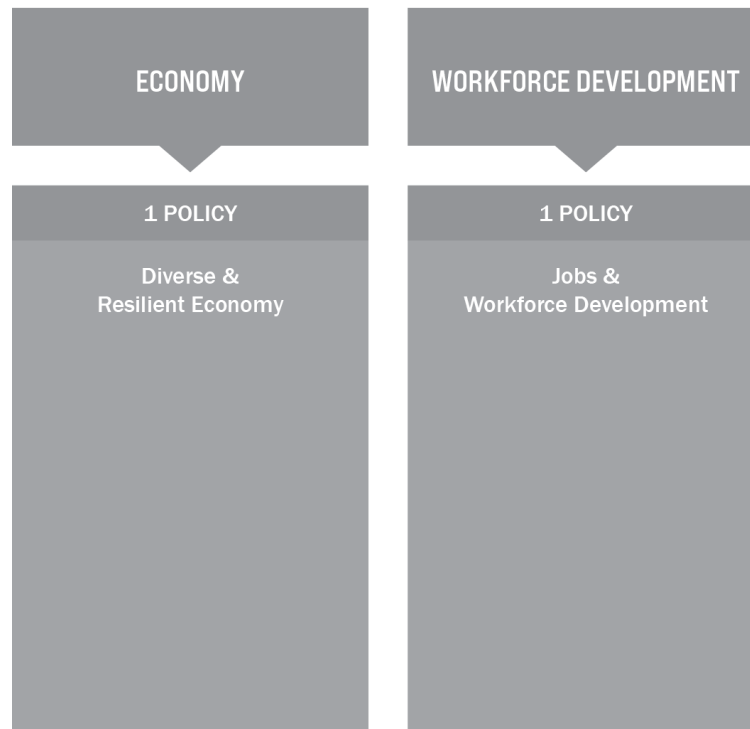 ECONOMY
1 POLICY
Diverse &
Resilient Economy
WORKFORCE DEVELOPMENT
1 POLICY
Jobs &
Workforce Development